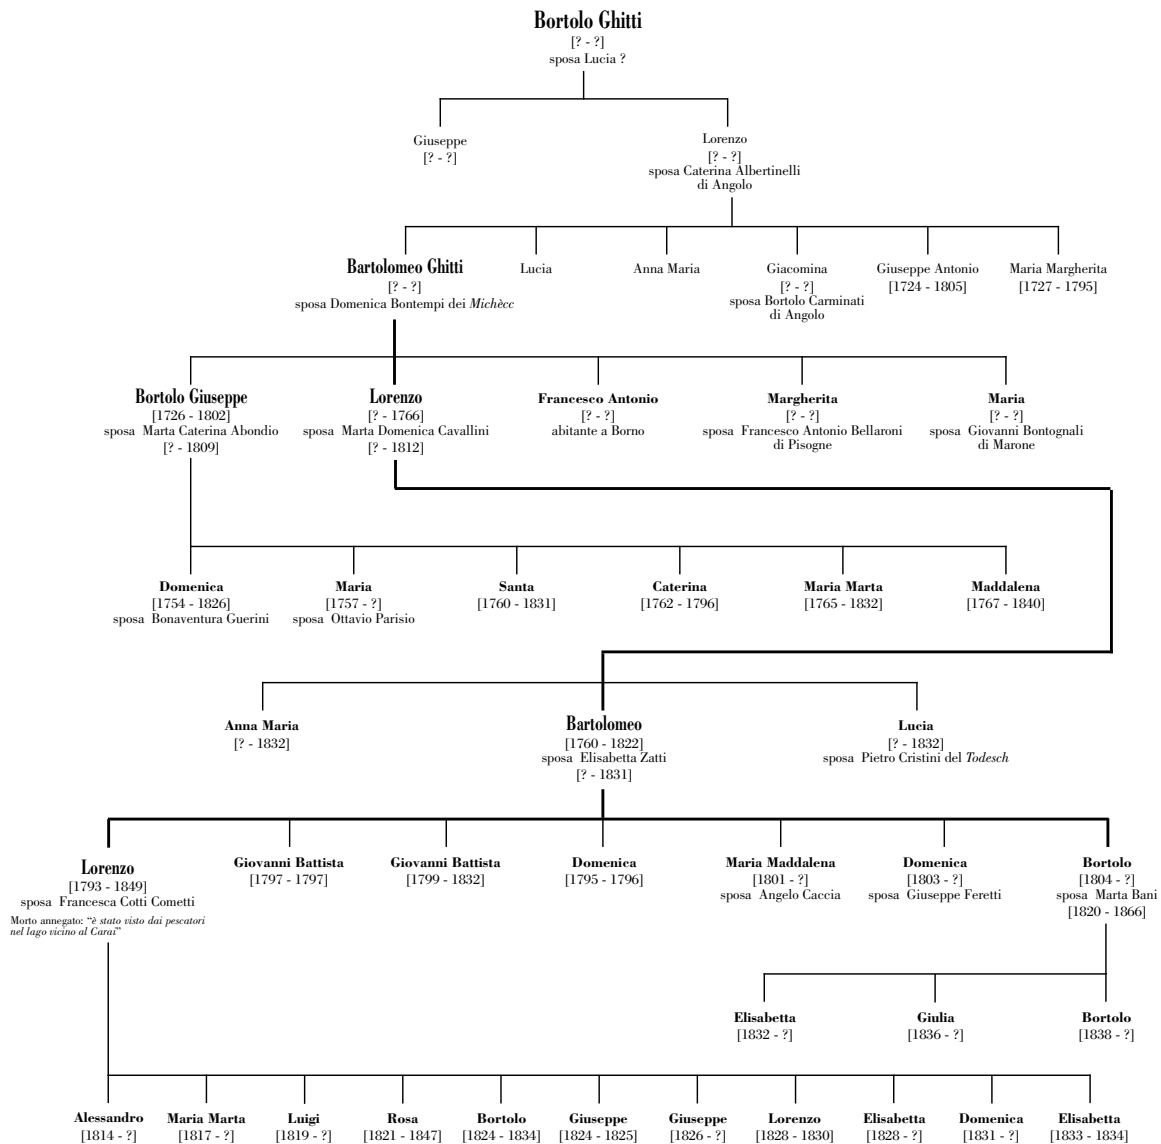 Bortolo Ghitti
[? - ?]
sposa Lucia ?
Giuseppe
[? - ?]
Lorenzo
[? - ?]
sposa Caterina Albertinelli
di Angolo
Bartolomeo Ghitti
[? - ?]
sposa Domenica Bontempi dei Michècc
Lucia
Anna Maria
Giacomina
[? - ?]
sposa Bortolo Carminati
di Angolo
Giuseppe Antonio
[1724 - 1805]
Maria Margherita
[1727 - 1795]
Bortolo Giuseppe
[1726 - 1802]
sposa Marta Caterina Abondio
[? - 1809]
Lorenzo
[? - 1766]
sposa Marta Domenica Cavallini
[? - 1812]
Francesco Antonio
[? - ?]
abitante a Borno
Margherita
[? - ?]
sposa Francesco Antonio Bellaroni
di Pisogne
Maria
[? - ?]
sposa Giovanni Bontognali
di Marone
Domenica
[1754 - 1826]
sposa Bonaventura Guerini
Maria
[1757 - ?]
sposa Ottavio Parisio
Santa
[1760 - 1831]
Caterina
[1762 - 1796]
Maria Marta
[1765 - 1832]
Maddalena
[1767 - 1840]
Anna Maria
[? - 1832]
Bartolomeo
[1760 - 1822]
sposa Elisabetta Zatti
[? - 1831]
Lucia
[? - 1832]
sposa Pietro Cristini del Todesch
Lorenzo
[1793 - 1849]
sposa Francesca Cotti Cometti
Morto annegato: “è stato visto dai pescatori
nel lago vicino al Carai”
Giovanni Battista
[1797 - 1797]
Giovanni Battista
[1799 - 1832]
Domenica
[1795 - 1796]
Maria Maddalena
[1801 - ?]
sposa Angelo Caccia
Domenica
[1803 - ?]
sposa Giuseppe Feretti
Bortolo
[1804 - ?]
sposa Marta Bani
[1820 - 1866]
Elisabetta
[1832 - ?]
Giulia
[1836 - ?]
Bortolo
[1838 - ?]
Alessandro
[1814 - ?]
Maria Marta
[1817 - ?]
Luigi
[1819 - ?]
Rosa
[1821 - 1847]
Bortolo
[1824 - 1834]
Giuseppe
[1824 - 1825]
Giuseppe
[1826 - ?]
Lorenzo
[1828 - 1830]
Elisabetta
[1828 - ?]
Domenica
[1831 - ?]
Elisabetta
[1833 - 1834]